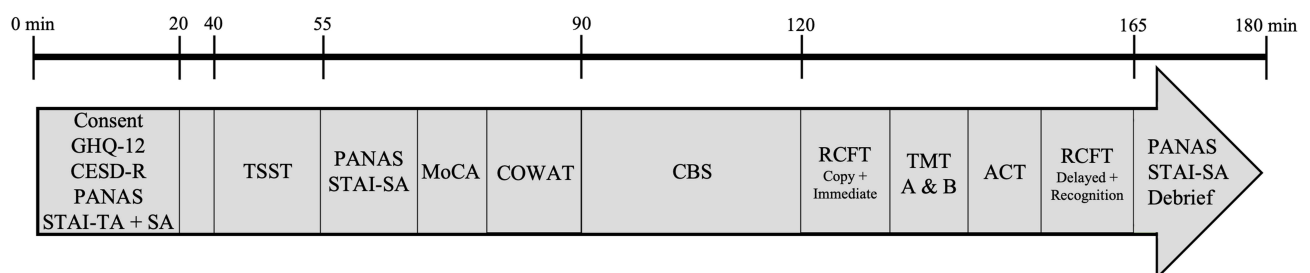 0 min 20 40 55 90 120 165 180 min
Consent
GHQ-12
CESD-R
PANAS
STAI-TA + SA
TSST
PANAS
STAI-SA
MoCA
COWAT
CBS
RCFT
Copy +
Immediate
TMT
A & B
ACT
RCFT
Delayed +
Recognition
PANAS
STAI-SA
Debrief